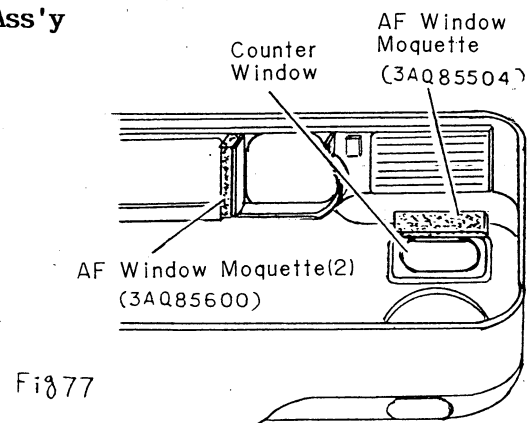 Ass'y
AF Window
Moquette
(3AQ85504)
Counter
Window
AF Window Moquette(2)
(3AQ85600)
Fig77